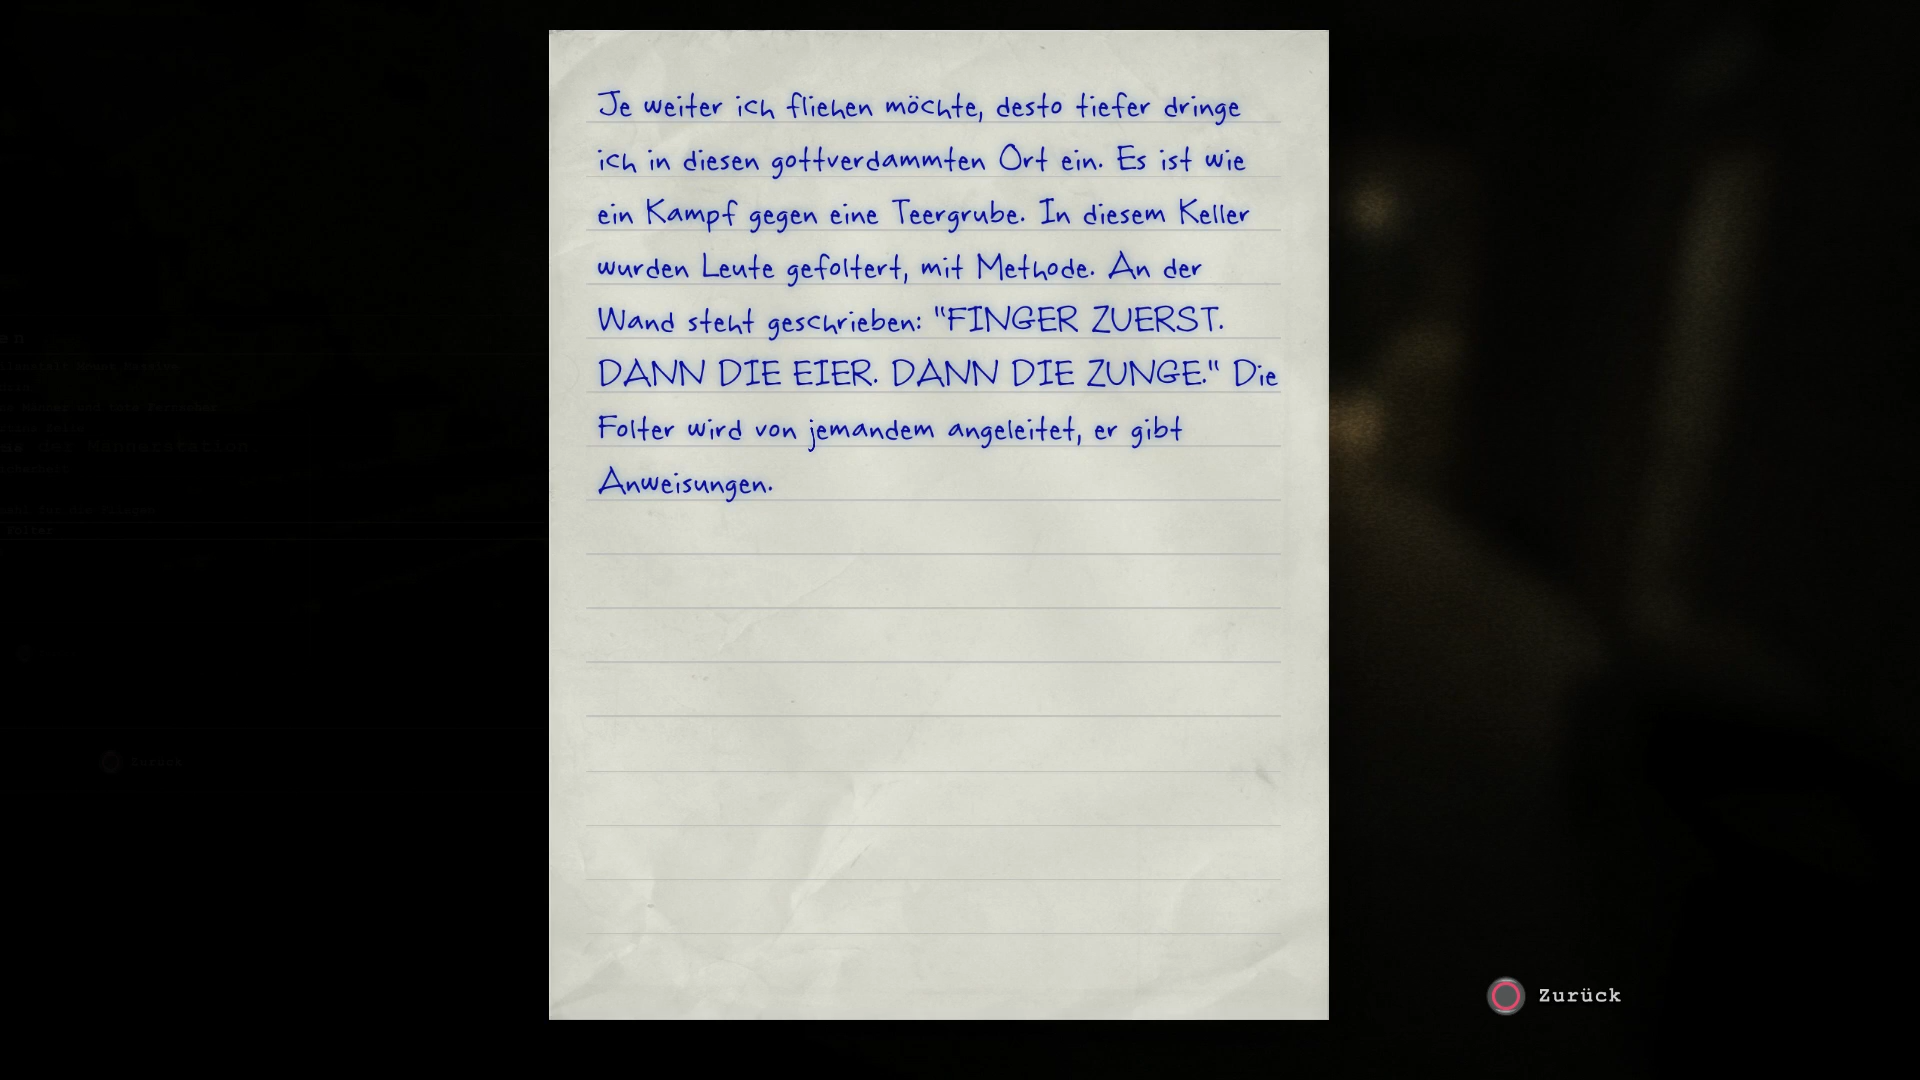 Je weiter ich fliehen möchte, desto tiefer dringe
ich in diesen gottverdammten Ort ein. Es ist wie
ein Kampf gegen eine Teergrube. In diesem Keller
wurden Leute gefoltert, mit Methode. An der
Wand steht geschrieben: "FINGER ZUERST.
DANN DIE EIER. DANN DIE ZUNGE." Die
Folter wird von jemandem angeleitet, er gibt
Anweisungen.
Zurück
Zurück